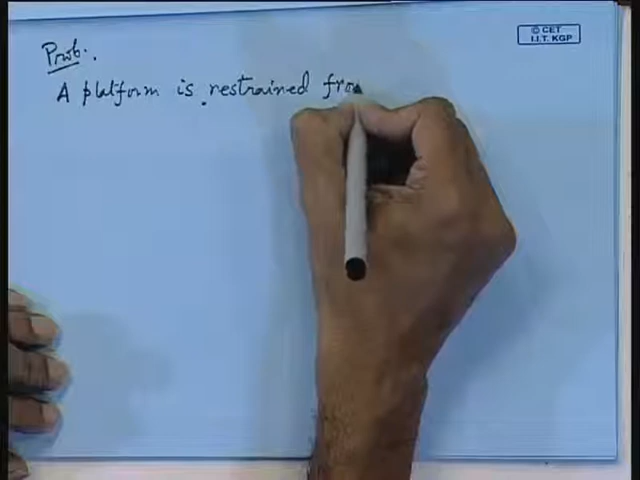 © CET
I.I.T. KGP
Prob.
A platform is restrained fro